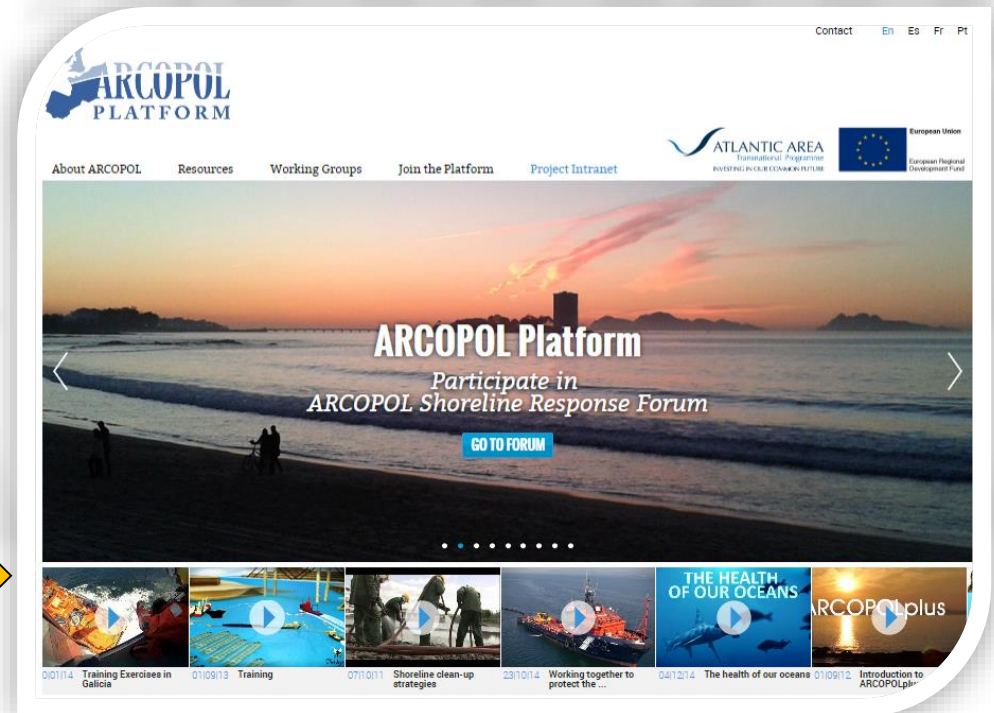 Contact En Es Fr Pt
ARCOPOL
PLATFORM
About ARCOPOL Resources Working Groups Join the Platform Project Intranet
ATLANTIC AREA
Transnational Programme
INVESTING IN OUR COMMON FUTURE
European Union
European Regional
Development Fund
ARCOPOL Platform
Participate in
ARCOPOL Shoreline Response Forum
GO TO FORUM
THE HEALTH
OF OUR OCEANS
ARCOPOLplus
01|14 Training Exercises in
Galicia
01|09|13 Training
07|10|11 Shoreline clean-up
strategies
23|10|14 Working together to
protect the ...
04|12|14 The health of our oceans
01|09|12 Introduction to
ARCOPOLplus